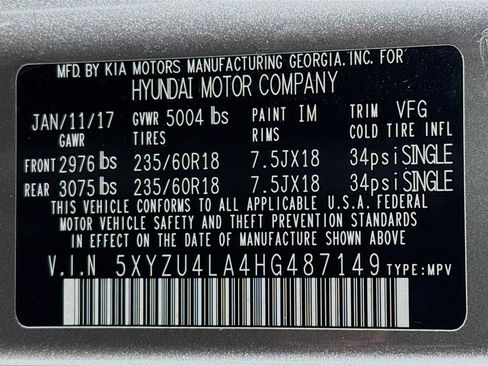 MFD. BY KIA MOTORS MANUFACTURING GEORGIA. INC. FOR
HYUNDAI MOTOR COMPANY
JAN/11/17 GVWR 5004 lbs PAINT IM TRIM VFG
GAWR TIRES RIMS COLD TIRE INFL
FRONT 2976 lbs 235/60R18 7.5JX18 34psi SINGLE
REAR 3075 lbs 235/60R18 7.5JX18 34psi SINGLE
THIS VEHICLE CONFORMS TO ALL APPLICABLE U.S.A. FEDERAL
MOTOR VEHICLE SAFETY AND THEFT PREVENTION STANDARDS
IN EFFECT ON THE DATE OF MANUFACTURE SHOWN ABOVE.
V.I.N 5XYZU4LA4HG487149 TYPE: MPV